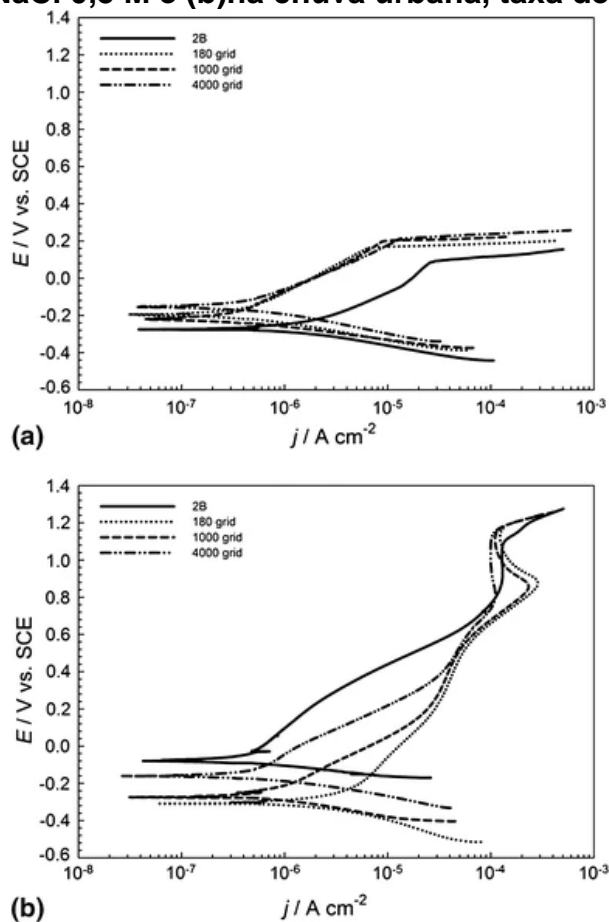 NaCl 0,5 M e (b)na chuva urbana, taxa de
1.4
1.2
1.0
0.8
0.6
0.4
0.2
0.0
-0.2
-0.4
-0.6
E / V vs. SCE
2B
180 grid
1000 grid
4000 grid
10-8 10-7 10-6 10-5 10-4 10-3
(a)
j / A cm-2
1.4
1.2
1.0
0.8
0.6
0.4
0.2
0.0
-0.2
-0.4
-0.6
E / V vs. SCE
2B
180 grid
1000 grid
4000 grid
10-8 10-7 10-6 10-5 10-4 10-3
(b)
j / A cm-2